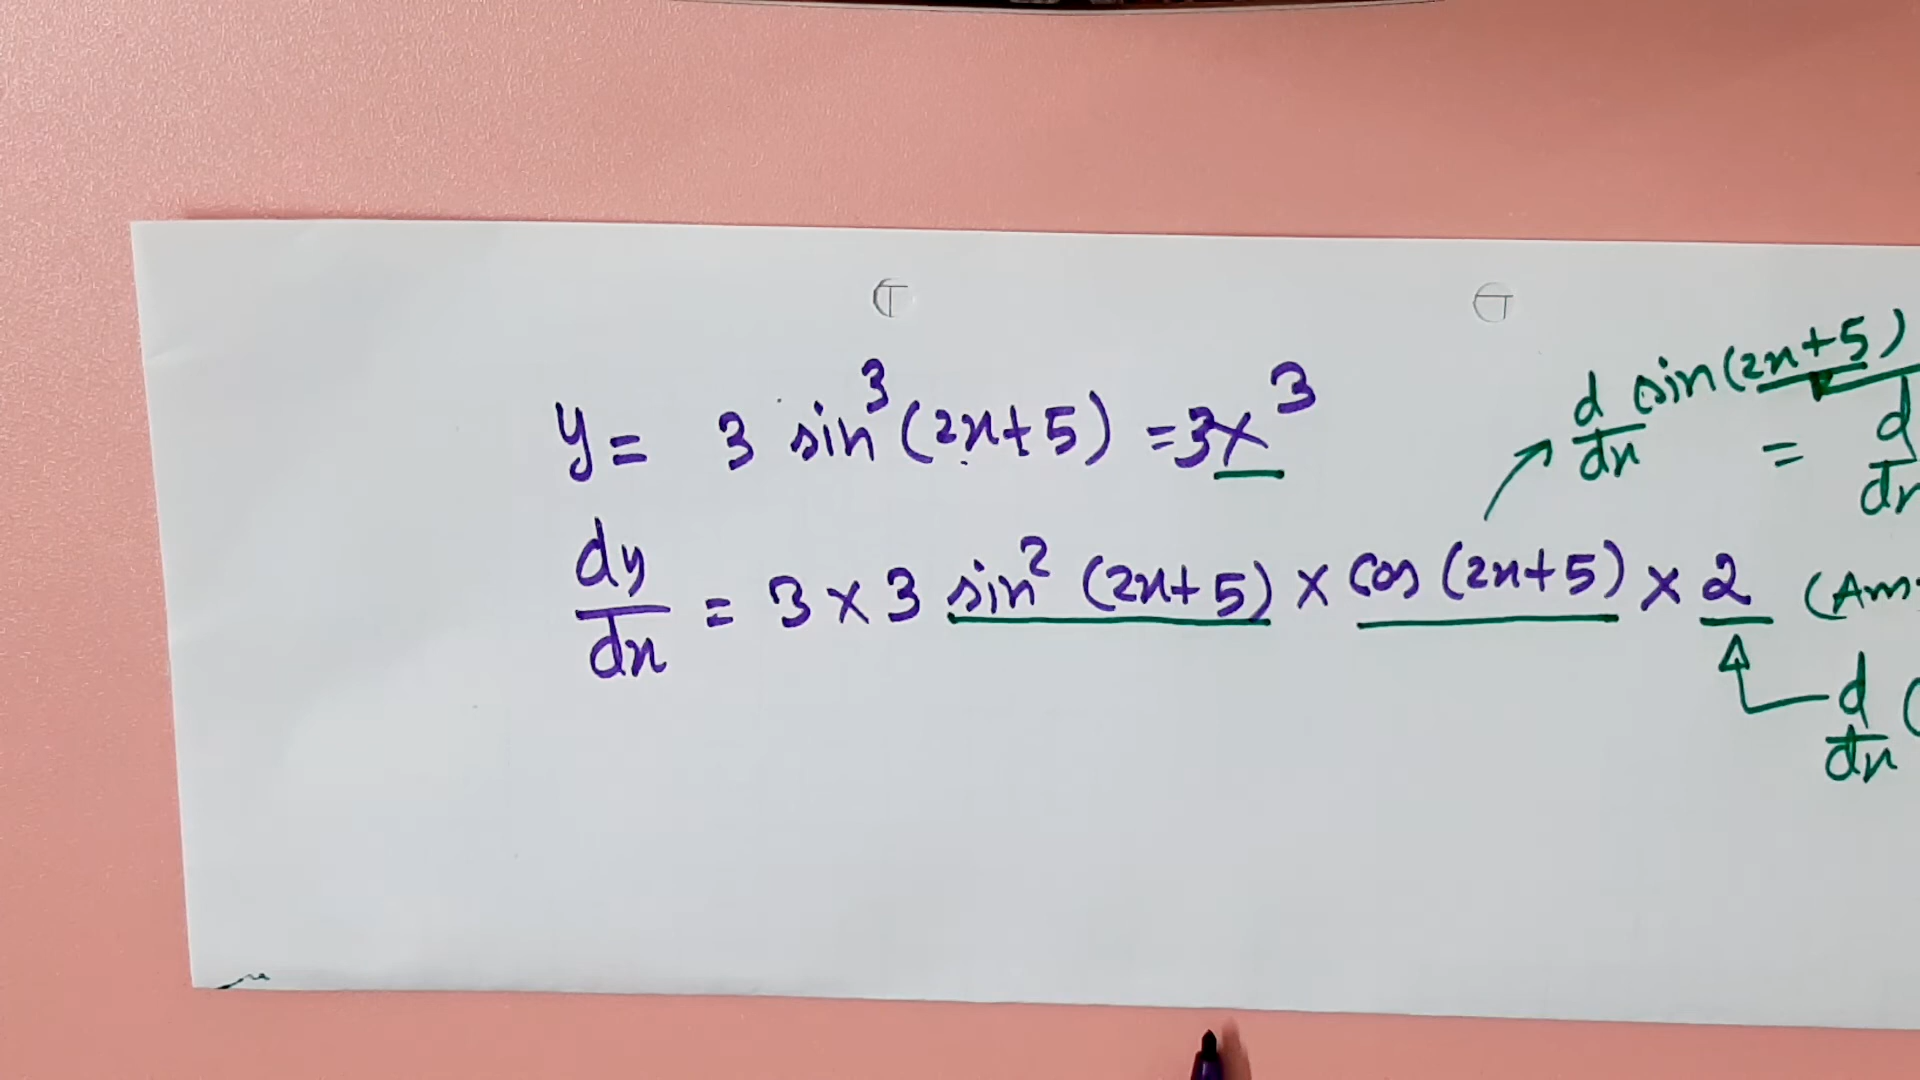 y = 3 sin³ (2x+5) = 3x³
dy/dx = 3 × 3 sin² (2x+5) × cos (2x+5) × 2 (Ans
d/dx sin (2x+5)
= d/dx
d/dx (